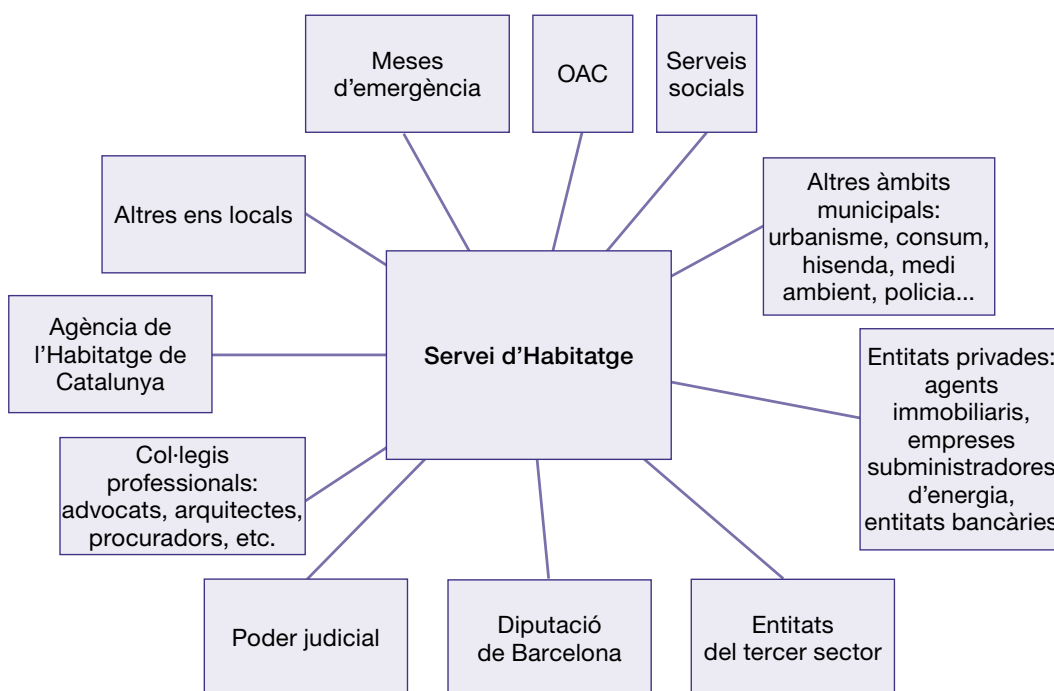 Meses
d’emergència
OAC
Serveis
socials
Altres àmbits
municipals:
urbanisme, consum,
hisenda, medi
ambient, policia...
Altres ens locals
Servei d’Habitatge
Agència de
l’Habitatge de
Catalunya
Entitats privades:
agents
immobiliaris,
empreses
subministradores
d’energia,
entitats bancàries
Col·legis
professionals:
advocats, arquitectes,
procuradors, etc.
Poder judicial
Diputació
de Barcelona
Entitats
del tercer sector